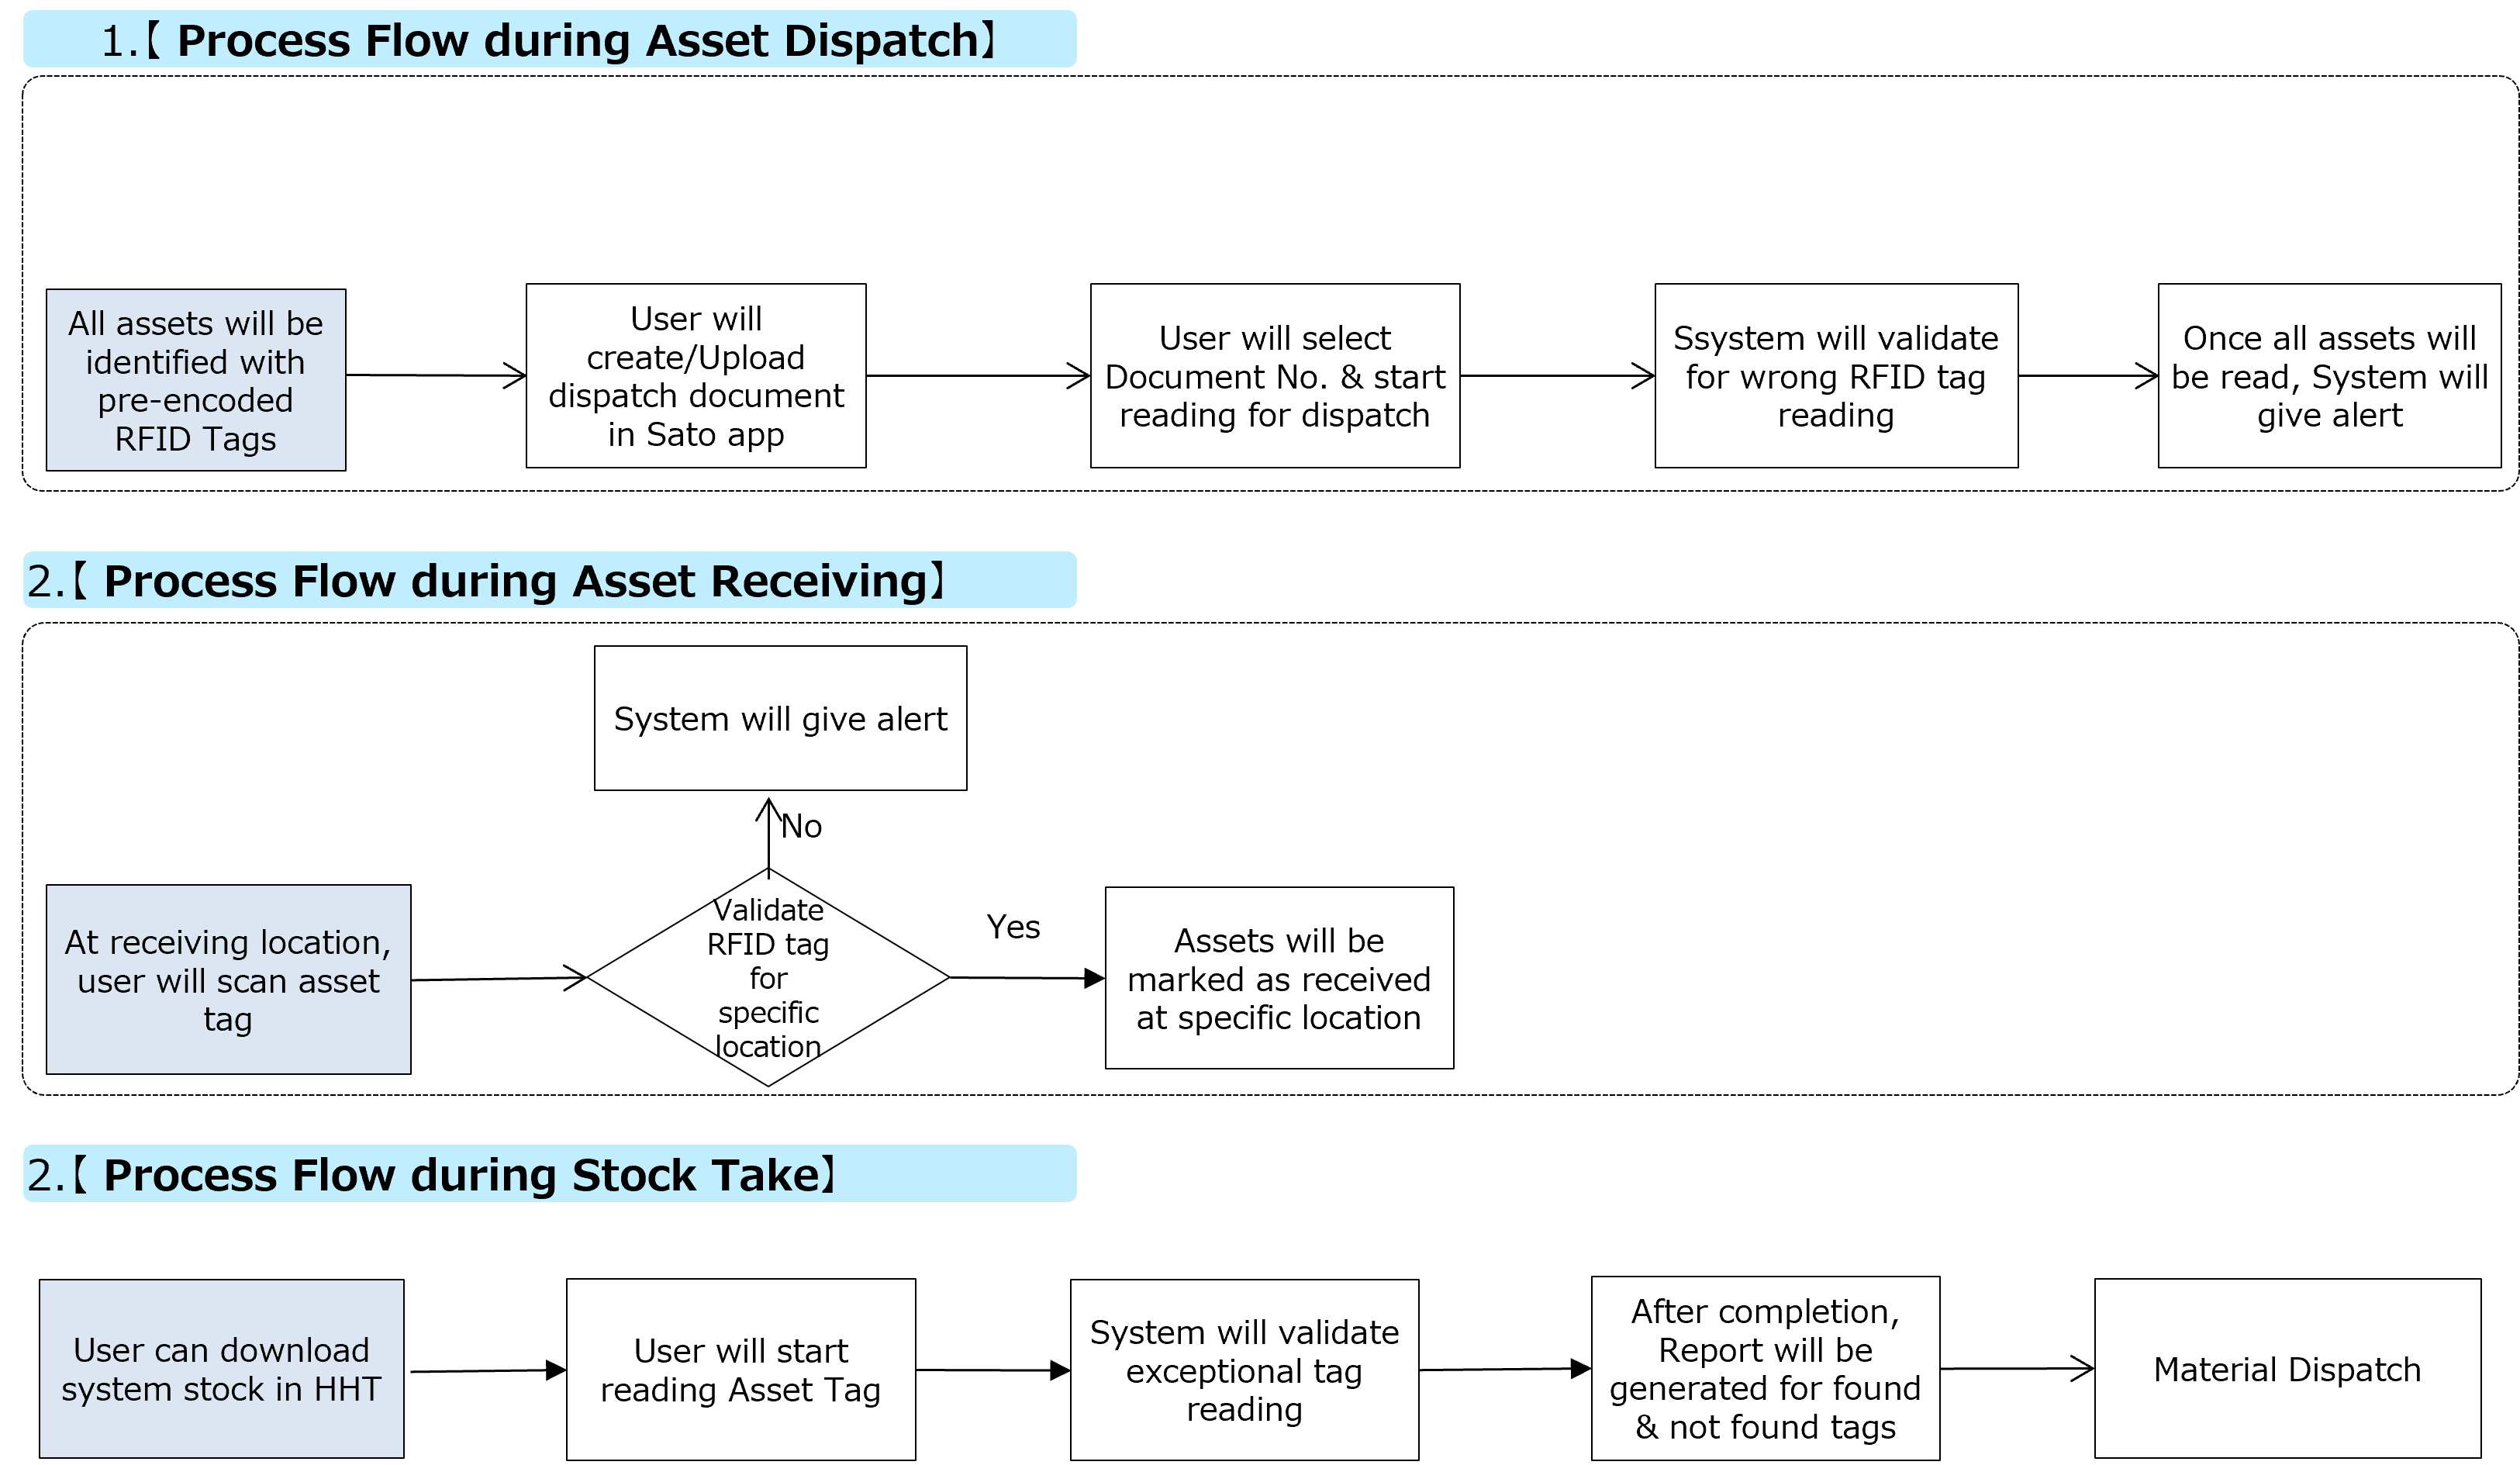 1.【 Process Flow during Asset Dispatch】
All assets will be
identified with
pre-encoded
RFID Tags
User will
create/Upload
dispatch document
in Sato app
User will select
Document No. & start
reading for dispatch
Ssystem will validate
for wrong RFID tag
reading
Once all assets will
be read, System will
give alert
2.【 Process Flow during Asset Receiving】
System will give alert
No
At receiving location,
user will scan asset
tag
Validate
RFID tag
for
specific
location
Yes
Assets will be
marked as received
at specific location
2.【 Process Flow during Stock Take】
User can download
system stock in HHT
User will start
reading Asset Tag
System will validate
exceptional tag
reading
After completion,
Report will be
generated for found
& not found tags
Material Dispatch